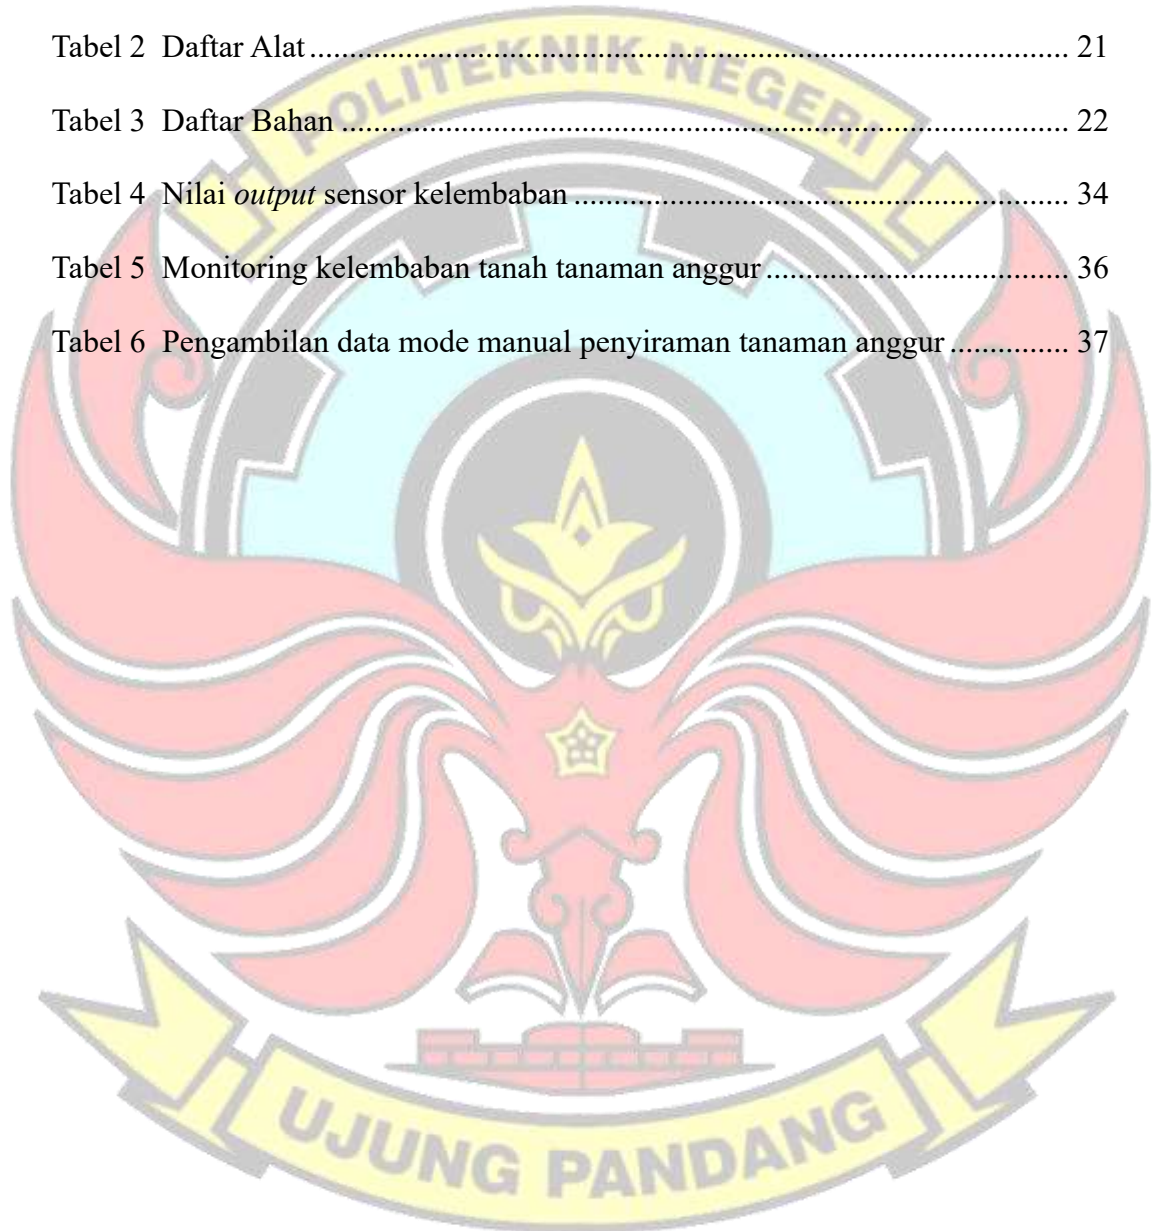 Tabel 2 Daftar Alat ........................................................................................... 21
Tabel 3 Daftar Bahan ....................................................................................... 22
Tabel 4 Nilai output sensor kelembaban ........................................................... 34
Tabel 5 Monitoring kelembaban tanah tanaman anggur .................................... 36
Tabel 6 Pengambilan data mode manual penyiraman tanaman anggur ............... 37
POLITEKNIK NEGERI
UJUNG PANDANG